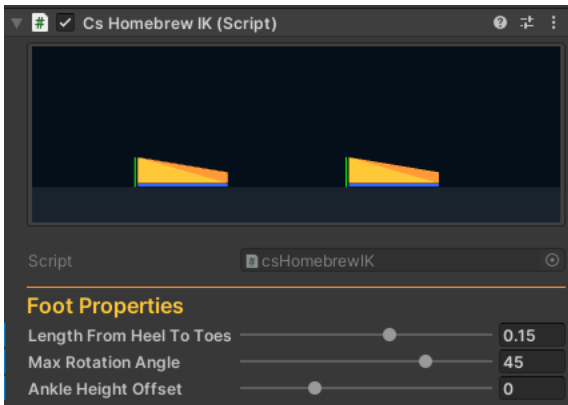 Cs Homebrew IK (Script)
Script csHomebrewIK
Foot Properties
Length From Heel To Toes 0.15
Max Rotation Angle 45
Ankle Height Offset 0